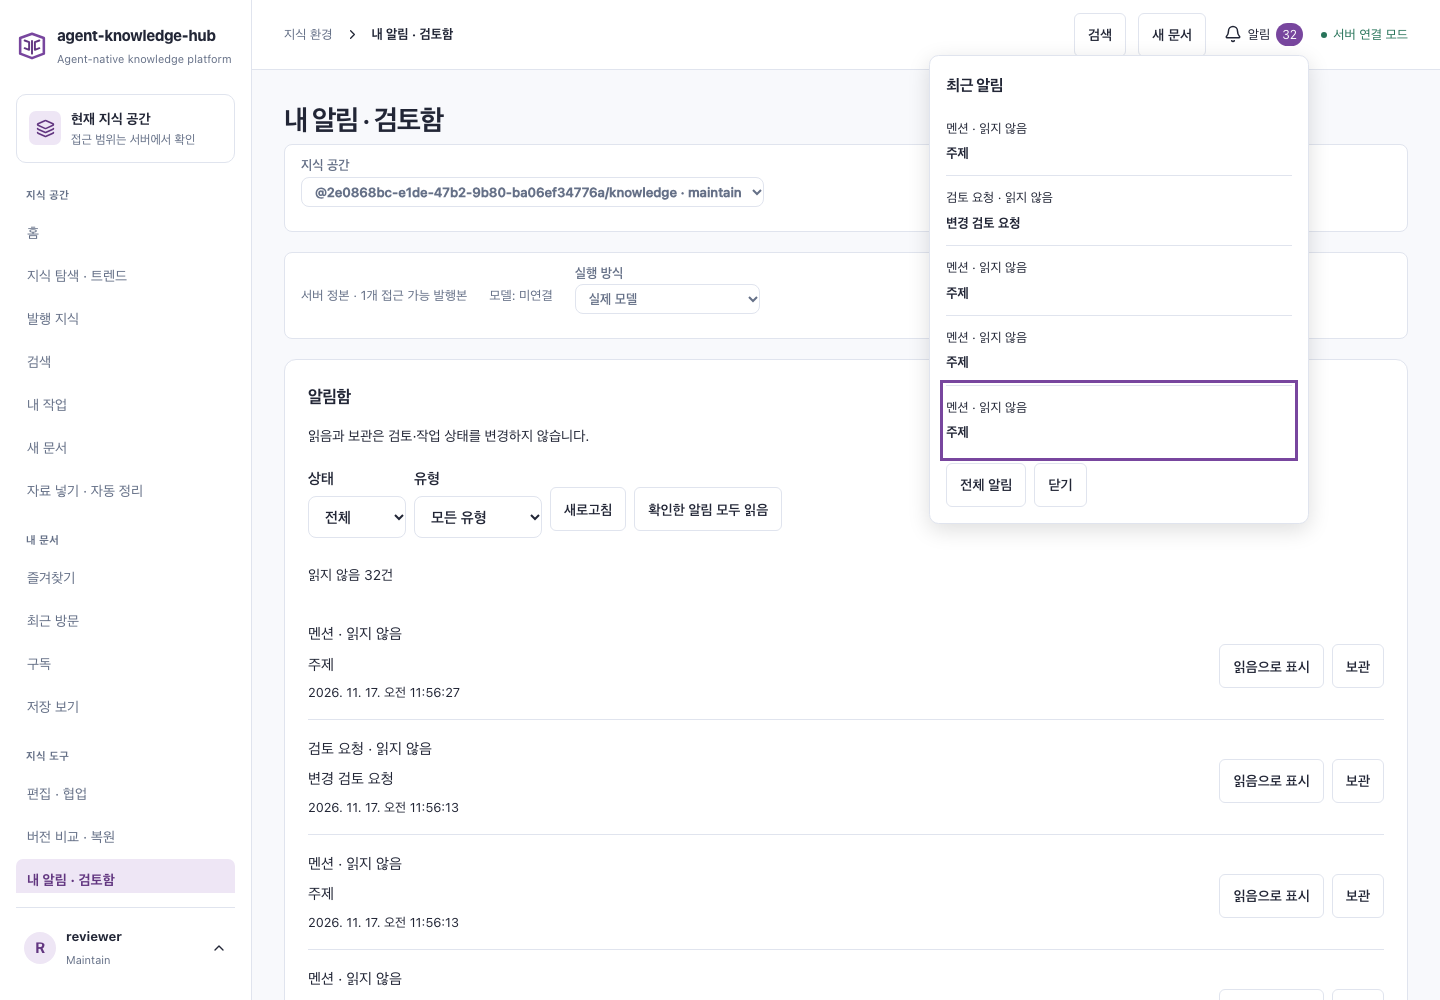 agent-knowledge-hub
Agent-native knowledge platform
현재 지식 공간
접근 범위는 서버에서 확인
지식 공간
홈
지식 탐색 · 트렌드
발행 지식
검색
내 작업
새 문서
자료 넣기 · 자동 정리
내 문서
즐겨찾기
최근 방문
구독
저장 보기
지식 도구
편집 · 협업
버전 비교 · 복원
내 알림 · 검토함
R
reviewer
Maintain
지식 환경
내 알림 · 검토함
검색
새 문서
알림 32
서버 연결 모드
내 알림 · 검토함
지식 공간
@2e0868bc-e1de-47b2-9b80-ba06ef34776a/knowledge · maintain
서버 정본 · 1개 접근 가능 발행본
모델: 미연결
실행 방식
실제 모델
알림함
읽음과 보관은 검토·작업 상태를 변경하지 않습니다.
상태
전체
유형
모든 유형
새로고침
확인한 알림 모두 읽음
읽지 않음 32건
멘션 · 읽지 않음
주제
2026. 11. 17. 오전 11:56:27
읽음으로 표시
보관
검토 요청 · 읽지 않음
변경 검토 요청
2026. 11. 17. 오전 11:56:13
읽음으로 표시
보관
멘션 · 읽지 않음
주제
2026. 11. 17. 오전 11:56:13
읽음으로 표시
보관
멘션 · 읽지 않음
최근 알림
멘션 · 읽지 않음
주제
검토 요청 · 읽지 않음
변경 검토 요청
멘션 · 읽지 않음
주제
멘션 · 읽지 않음
주제
멘션 · 읽지 않음
주제
전체 알림
닫기